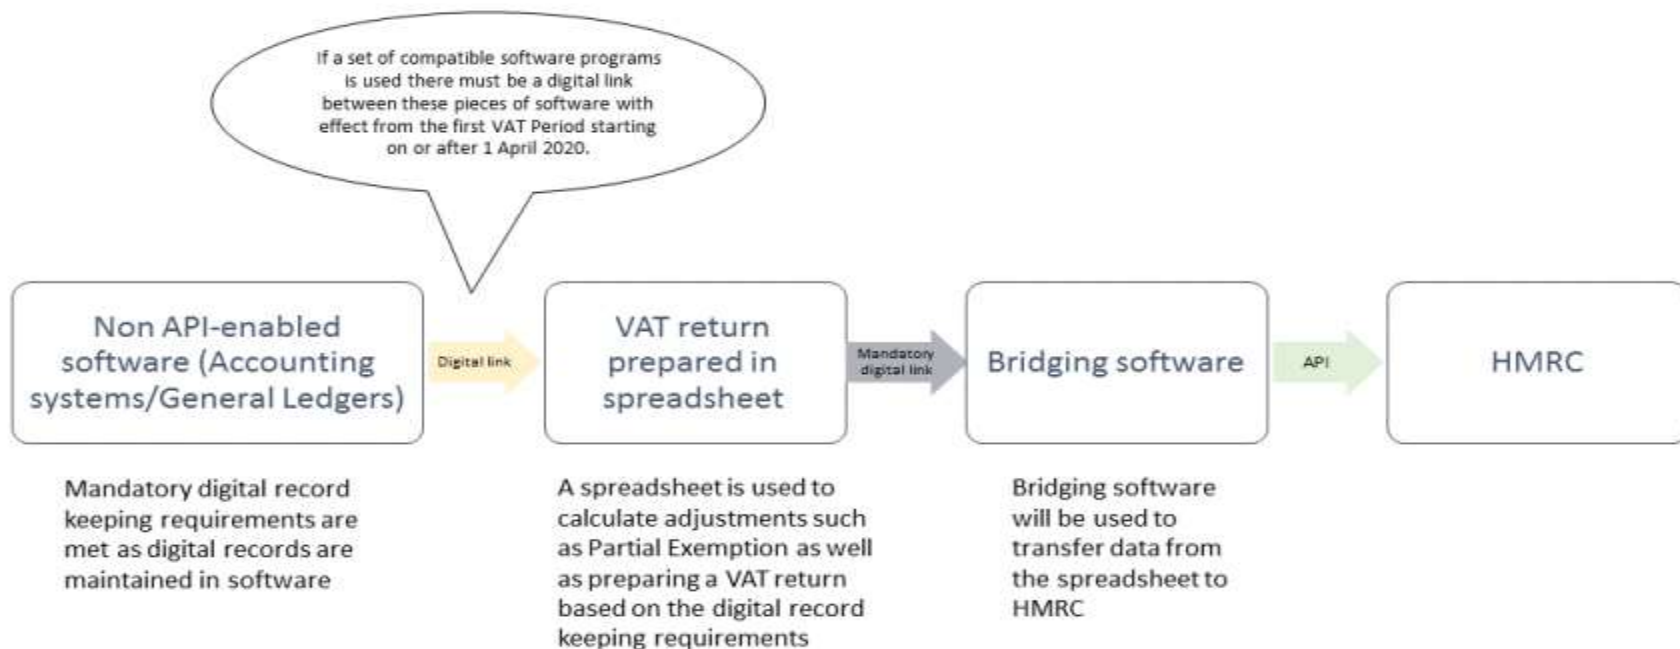 If a set of compatible software programs
is used there must be a digital link
between these pieces of software with
effect from the first VAT Period starting
on or after 1 April 2020.
Non API-enabled
software (Accounting
systems/General Ledgers)
Digital link
VAT return
prepared in
spreadsheet
Mandatory
digital link
Bridging software
API
HMRC
Mandatory digital record
keeping requirements are
met as digital records are
maintained in software
A spreadsheet is used to
calculate adjustments such
as Partial Exemption as well
as preparing a VAT return
based on the digital record
keeping requirements
Bridging software
will be used to
transfer data from
the spreadsheet to
HMRC